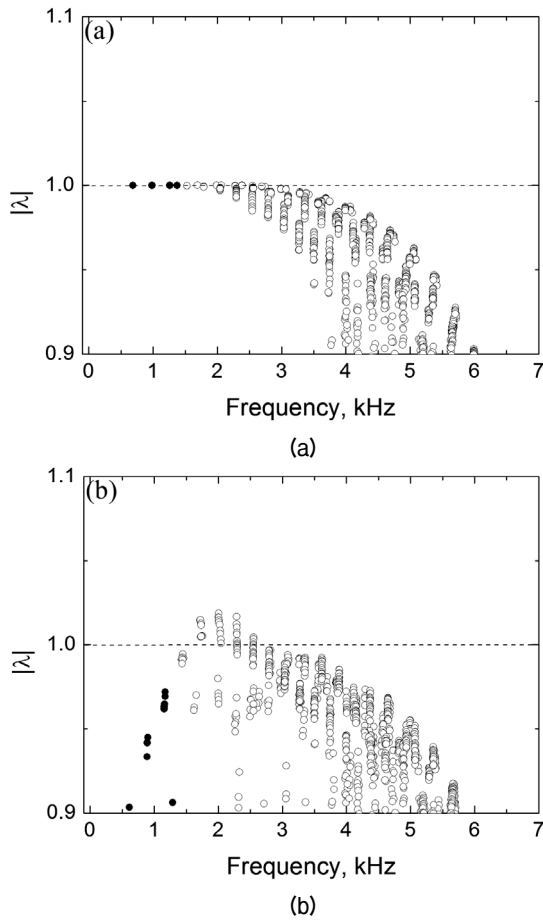 (a)
1.1
1.0
0.9
|λ|
0 1 2 3 4 5 6 7
Frequency, kHz
(a)
(b)
1.1
1.0
0.9
|λ|
0 1 2 3 4 5 6 7
Frequency, kHz
(b)